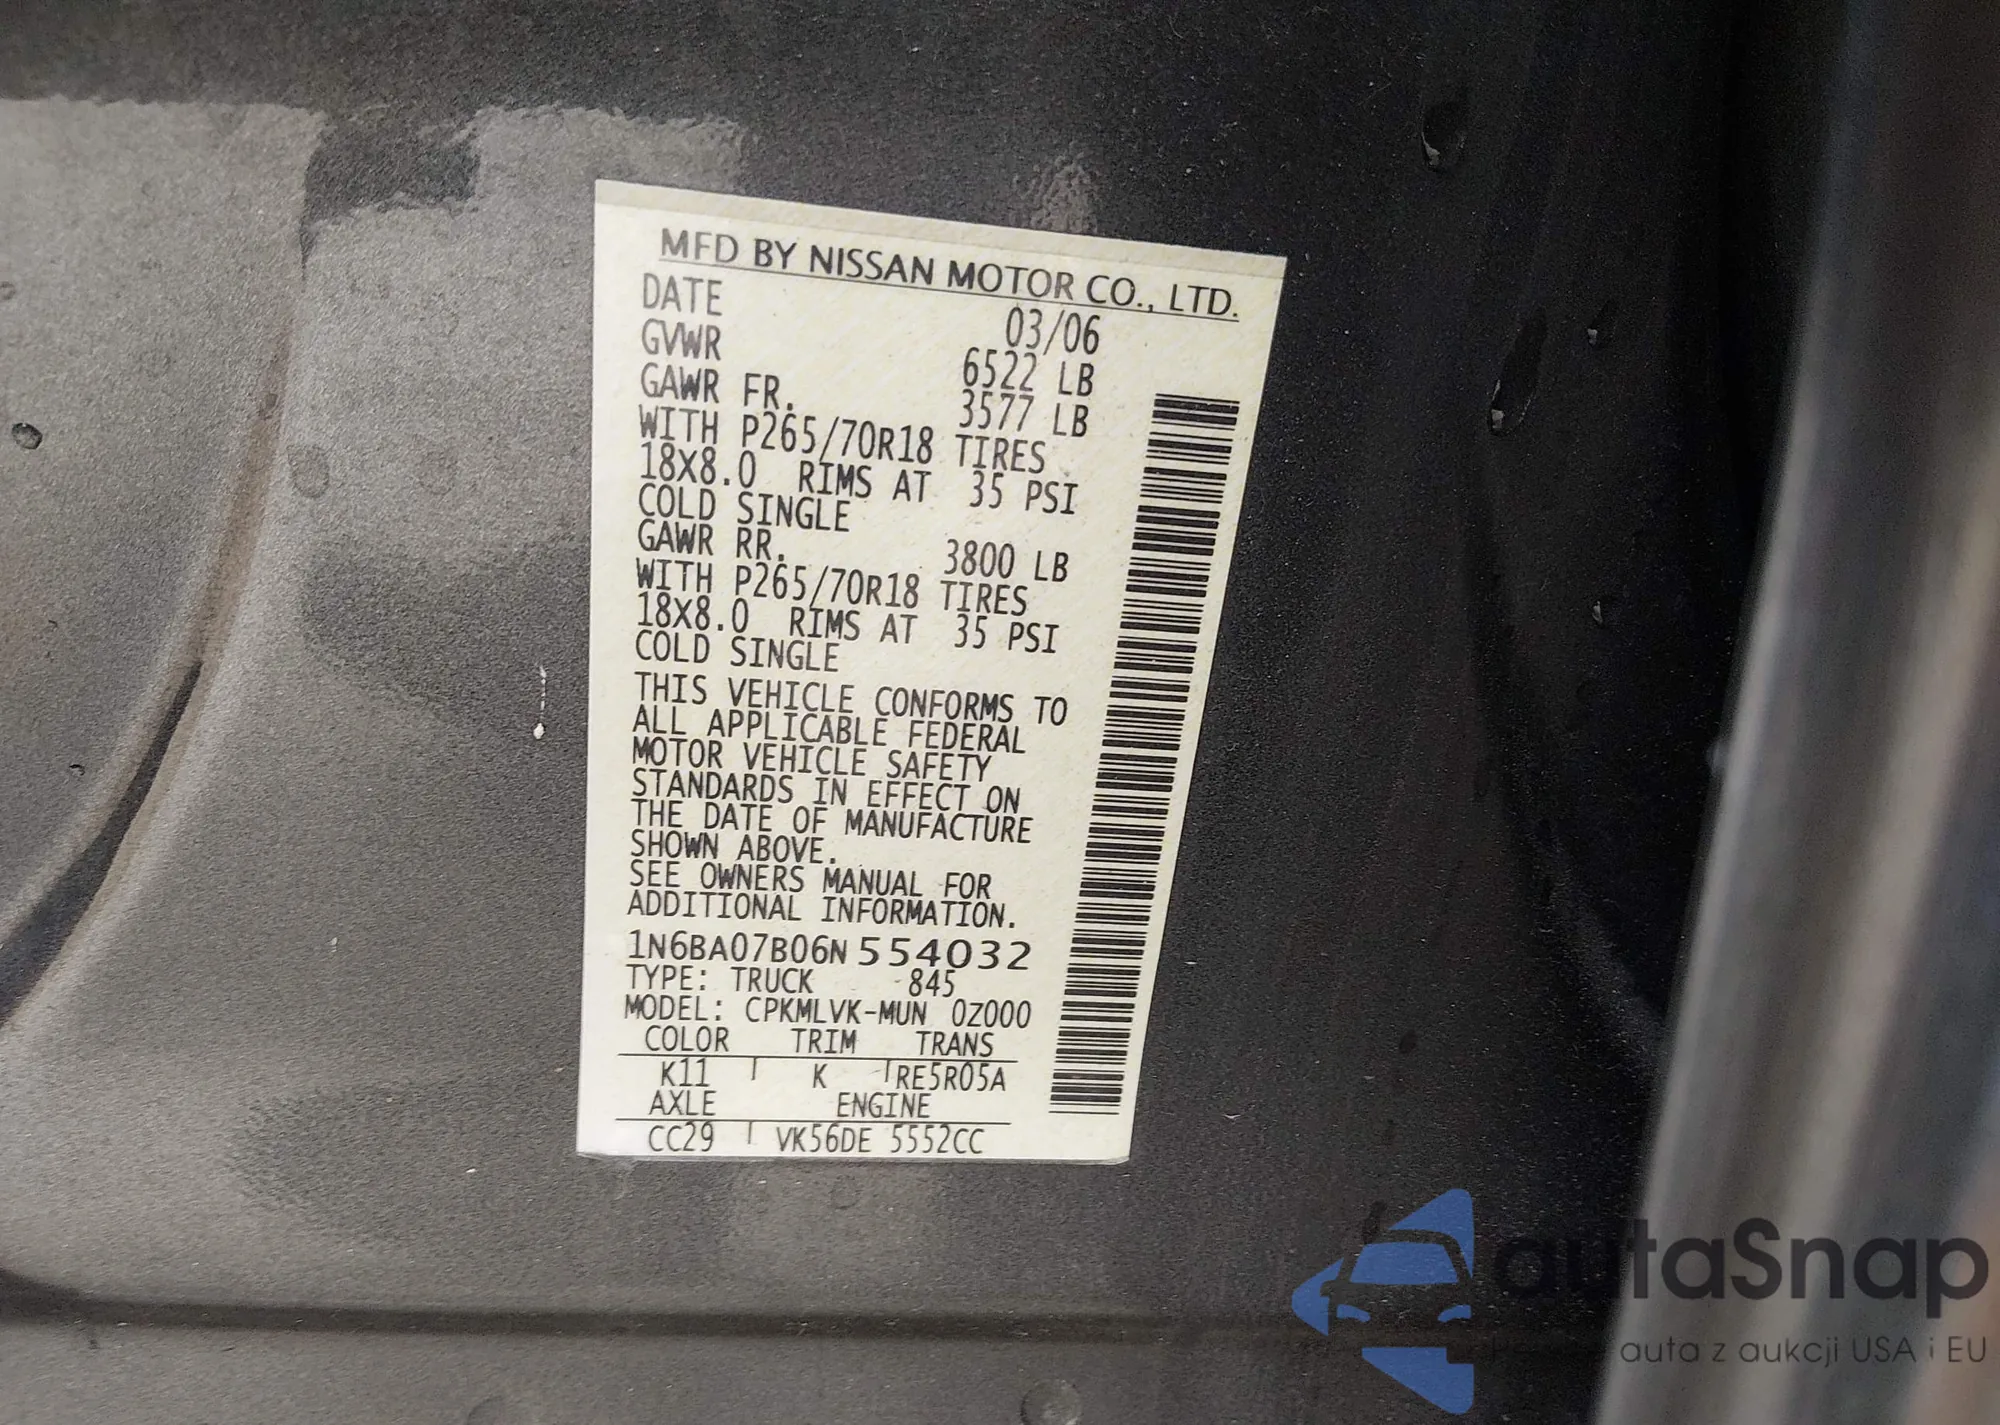 MFD BY NISSAN MOTOR CO., LTD.
DATE 03/06
GVWR 6522 LB
GAWR FR. 3577 LB
WITH P265/70R18 TIRES
18X8.0 RIMS AT 35 PSI
COLD SINGLE
GAWR RR. 3800 LB
WITH P265/70R18 TIRES
18X8.0 RIMS AT 35 PSI
COLD SINGLE
THIS VEHICLE CONFORMS TO
ALL APPLICABLE FEDERAL
MOTOR VEHICLE SAFETY
STANDARDS IN EFFECT ON
THE DATE OF MANUFACTURE
SHOWN ABOVE.
SEE OWNERS MANUAL FOR
ADDITIONAL INFORMATION.
1N6BA07B06N554032
TYPE: TRUCK 845
MODEL: CPKMLVK-MUN 0Z000
COLOR TRIM TRANS
K11 K RE5R05A
AXLE ENGINE
CC29 VK56DE 5552CC
autaSnap
auta z aukcji USA i EU